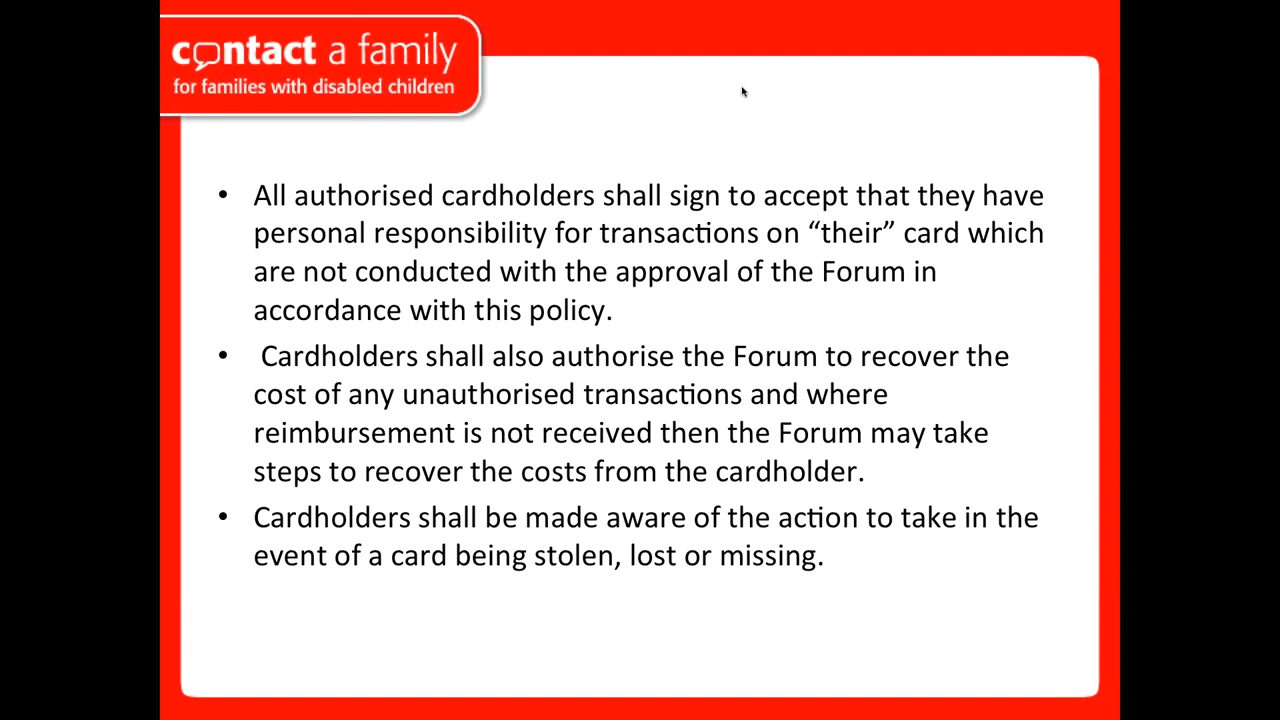 contact a family
for families with disabled children
• All authorised cardholders shall sign to accept that they have
personal responsibility for transactions on “their” card which
are not conducted with the approval of the Forum in
accordance with this policy.
• Cardholders shall also authorise the Forum to recover the
cost of any unauthorised transactions and where
reimbursement is not received then the Forum may take
steps to recover the costs from the cardholder.
• Cardholders shall be made aware of the action to take in the
event of a card being stolen, lost or missing.